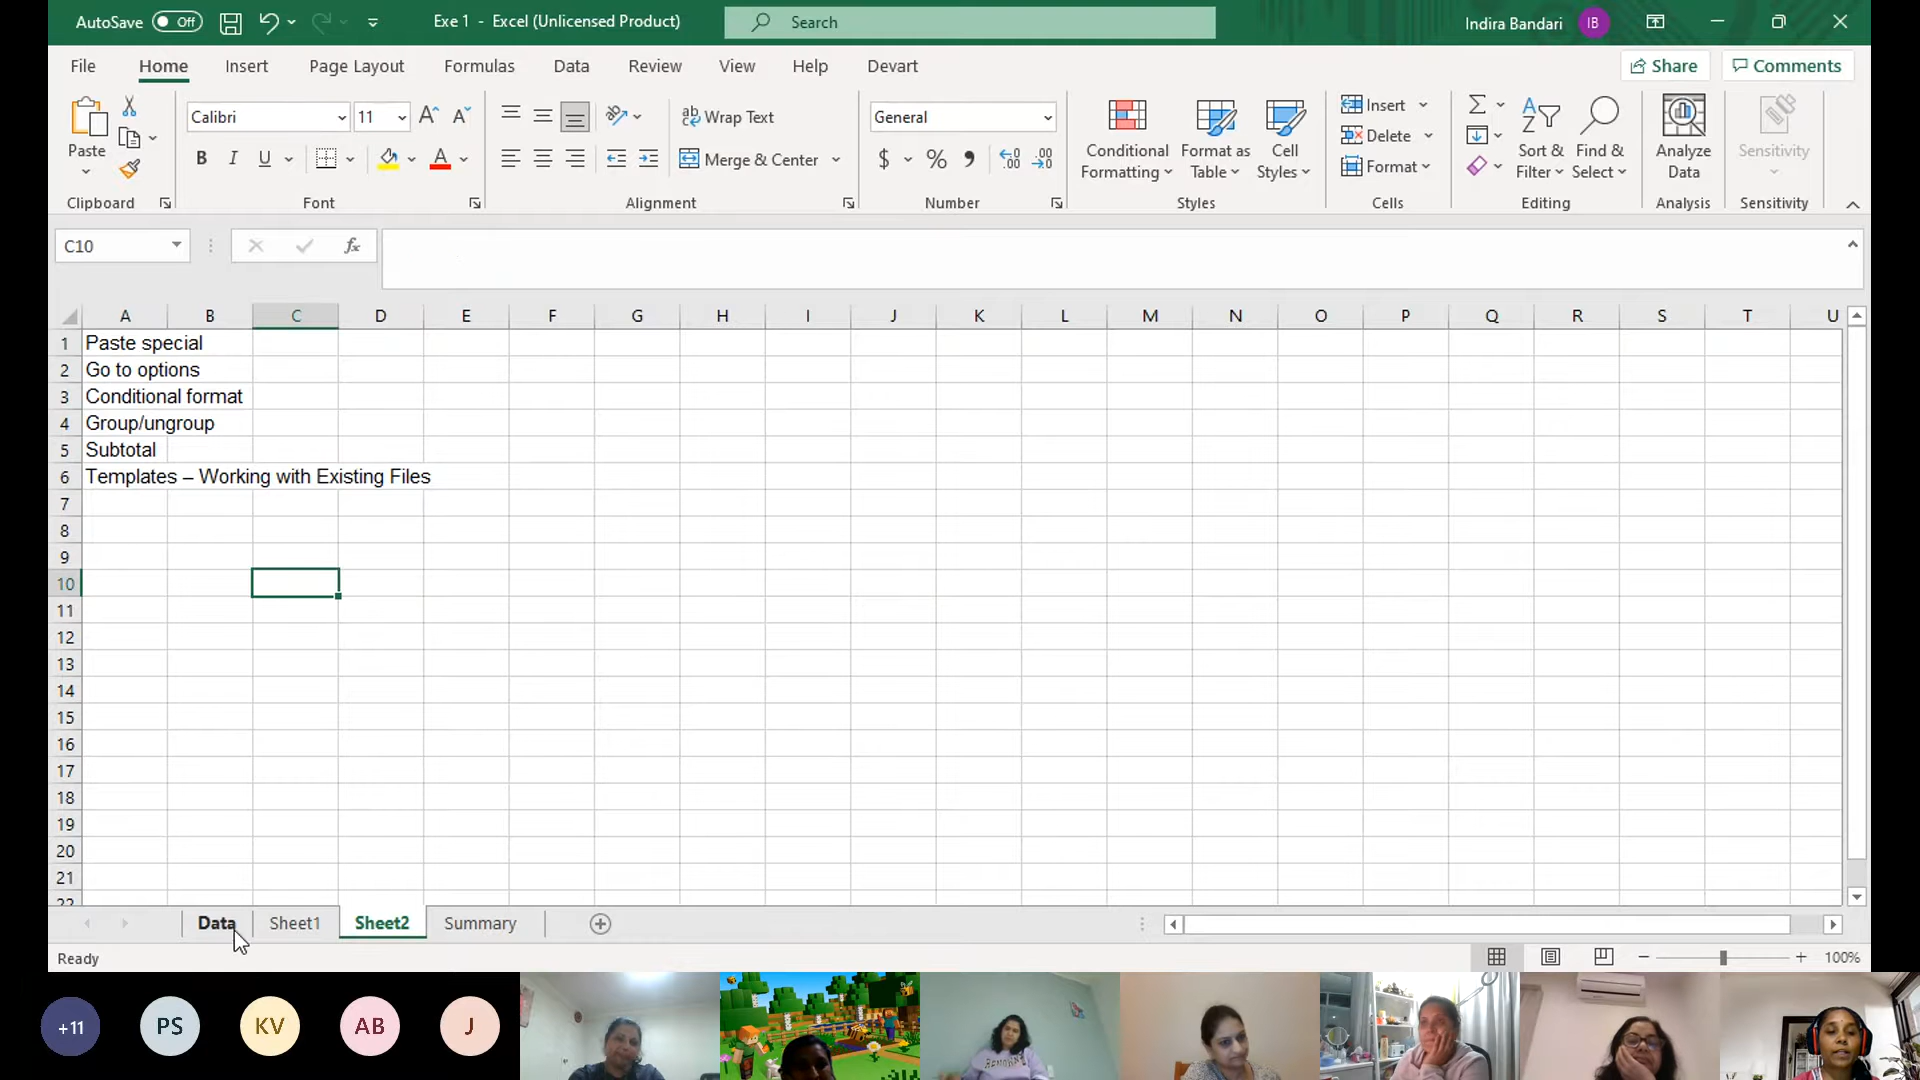 AutoSave Off Exe 1 - Excel (Unlicensed Product) Search Indira Bandari IB
File Home Insert Page Layout Formulas Data Review View Help Devart Share Comments
Calibri 11 Wrap Text General Insert
Paste Conditional Format as Cell Delete Sort & Find & Analyze Sensitivity
B I U Merge & Center $ % Formatting Table Styles Format Filter Select Data
Clipboard Font Alignment Number Styles Cells Editing Analysis Sensitivity
C10 fx
A B C D E F G H I J K L M N O P Q R S T U
1 Paste special
2 Go to options
3 Conditional format
4 Group/ungroup
5 Subtotal
6 Templates – Working with Existing Files
7
8
9
10
11
12
13
14
15
16
17
18
19
20
21
22
Data Sheet1 Sheet2 Summary
Ready 100%
+11 PS KV AB J